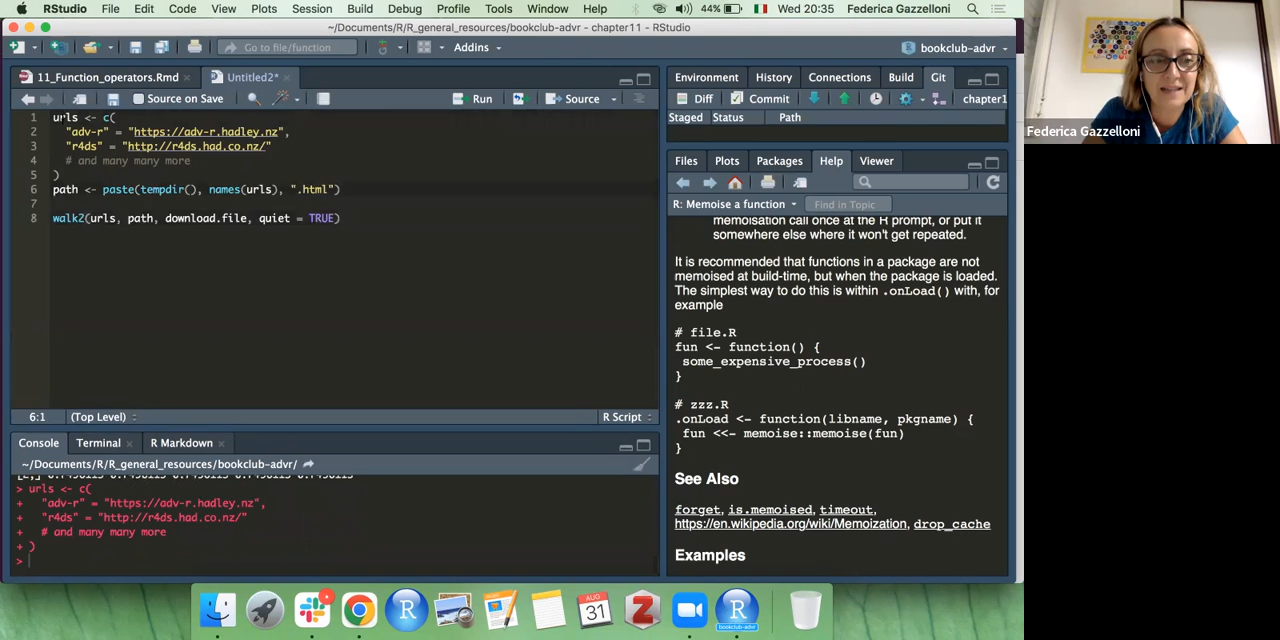 RStudio File Edit Code View Plots Session Build Debug Profile Tools Window Help 44% Wed 20:35 Federica Gazzelloni
~/Documents/R/R_general_resources/bookclub-advr - chapter11 - RStudio
Go to file/function Addins bookclub-advr
11_Function_operators.Rmd Untitled2*
Source on Save Run Source
1 urls <- c(
2 "adv-r" = "https://adv-r.hadley.nz",
3 "r4ds" = "http://r4ds.had.co.nz/"
4 # and many many more
5 )
6 path <- paste(tempdir(), names(urls), ".html")
7
8 walk2(urls, path, download.file, quiet = TRUE)
6:1 (Top Level) R Script
Console Terminal R Markdown
~/Documents/R/R_general_resources/bookclub-advr/
> urls <- c(
+ "adv-r" = "https://adv-r.hadley.nz",
+ "r4ds" = "http://r4ds.had.co.nz/"
+ # and many many more
+ )
>
Environment History Connections Build Git
Diff Commit chapter1
Staged Status Path
Files Plots Packages Help Viewer
R: Memoise a function Find in Topic
memoisation call once at the R prompt, or put it
somewhere else where it won't get repeated.
It is recommended that functions in a package are not
memoised at build-time, but when the package is loaded.
The simplest way to do this is within .onLoad() with, for
example
# file.R
fun <- function() {
some_expensive_process()
}
# zzz.R
.onLoad <- function(libname, pkgname) {
fun <<- memoise::memoise(fun)
}
See Also
forget, is.memoised, timeout,
https://en.wikipedia.org/wiki/Memoization, drop_cache
Examples
Federica Gazzelloni
R
AUG
31
Z
R
bookclub-advr